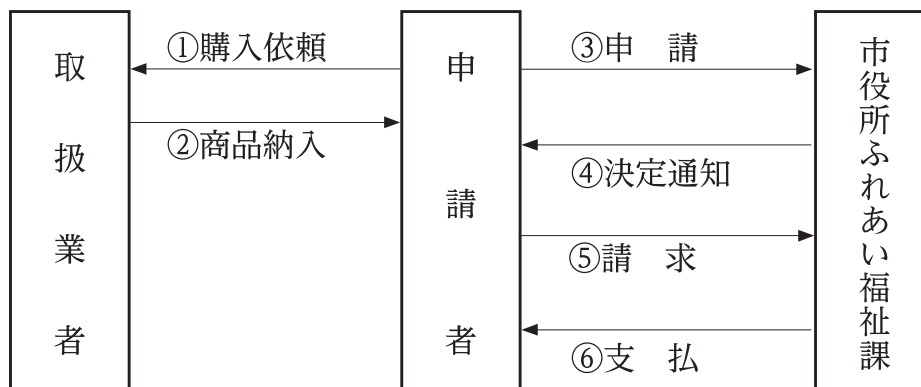 取扱業者
①購入依頼
②商品納入
申請者
③申　請
④決定通知
⑤請　求
⑥支　払
市役所ふれあい福祉課